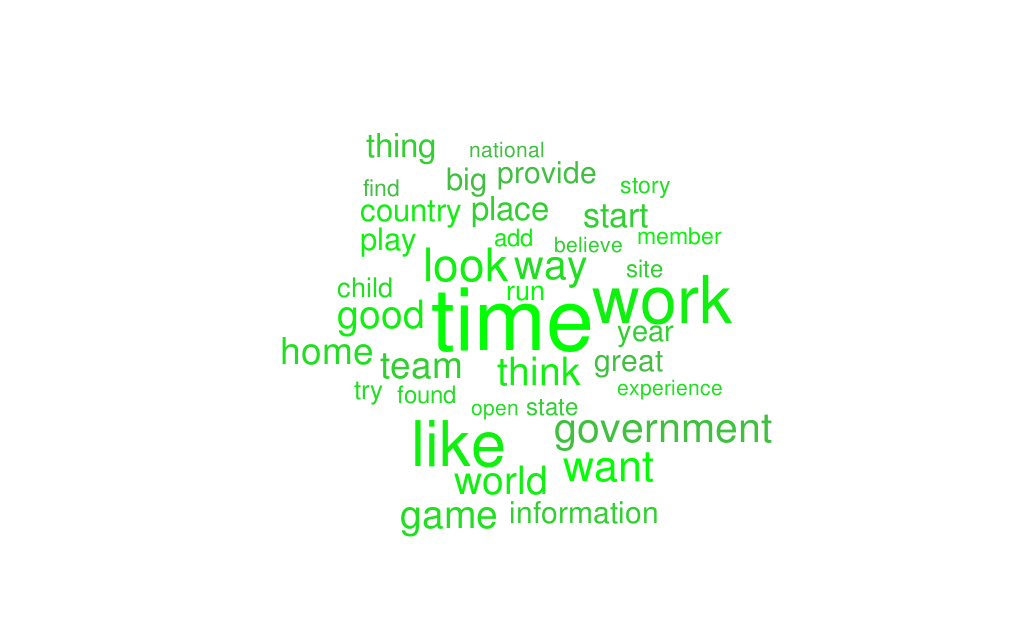 thing
national
big
provide
find
story
country
place
start
play
add
believe
member
look
way
site
child
run
time
work
good
year
home
team
think
great
try
found
experience
open
state
government
like
want
world
game
information